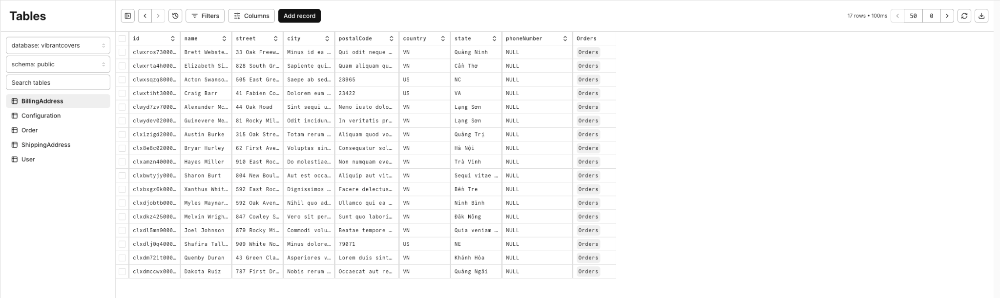 Tables
Filters
Columns
Add record
17 rows • 100ms
50
0
database: vibrantcovers
schema: public
Search tables
BillingAddress
Configuration
Order
ShippingAddress
User
id name street city postalCode country state phoneNumber Orders
clwxros73000… Brett Webste… 33 Oak Freew… Minus id ea … Qui odit neque … VN Quảng Ninh NULL Orders
clwxrta4h000… Elizabeth Si… 828 South Gr… Sapiente qui… Quam aliquam qu… VN Cần Thơ NULL Orders
clwxsqzq8000… Acton Swanso… 505 East Gre… Saepe ab sed… 28965 US NC NULL Orders
clwxtiht3000… Craig Barr 41 Fabien Co… Dolorem eum … 23422 US VA NULL Orders
clwyd7zv7000… Alexander Mc… 44 Oak Road Sint sequi u… Nemo iusto dolo… VN Lạng Sơn NULL Orders
clwydev02000… Guinevere Me… 81 Rocky Mil… Odit incidun… In veritatis pr… VN Lạng Sơn NULL Orders
clx1zigd2000… Austin Burke 315 Oak Stre… Totam rerum … Aliquam quod vo… VN Quảng Trị NULL Orders
clx8e8c02000… Bryar Hurley 62 First Ave… Voluptas sin… Consequatur sol… VN Hà Nội NULL Orders
clxamzn40000… Hayes Miller 910 East Roc… Do molestiae… Non numquam eve… VN Trà Vinh NULL Orders
clxbwtyjy000… Sharon Burt 804 New Boul… Aut est occa… Aliquip aut vit… VN Sequi vitae … NULL Orders
clxbxgz6k000… Xanthus Whit… 592 East Roc… Dignissimos … Facere delectus… VN Bến Tre NULL Orders
clxdjobtb000… Myles Maynar… 592 Oak Aven… Nihil quo ad… Ullamco qui ea … VN Ninh Bình NULL Orders
clxdkz425000… Melvin Wrigh… 847 Cowley S… Vero sit per… Sunt quo labori… VN Đăk Nông NULL Orders
clxdl5mn9000… Joel Johnson 879 Rocky Mi… Commodi volu… Beatae tempore … VN Quia veniam … NULL Orders
clxdlj0q4000… Shafira Tall… 909 White No… Minus dolore… 79071 US NE NULL Orders
clxdm72it000… Quemby Duran 43 Green Cla… Asperiores v… Lorem duis sint… VN Khánh Hòa NULL Orders
clxdmccwx000… Dakota Ruiz 787 First Dr… Nobis rerum … Occaecat aut re… VN Quảng Ngãi NULL Orders